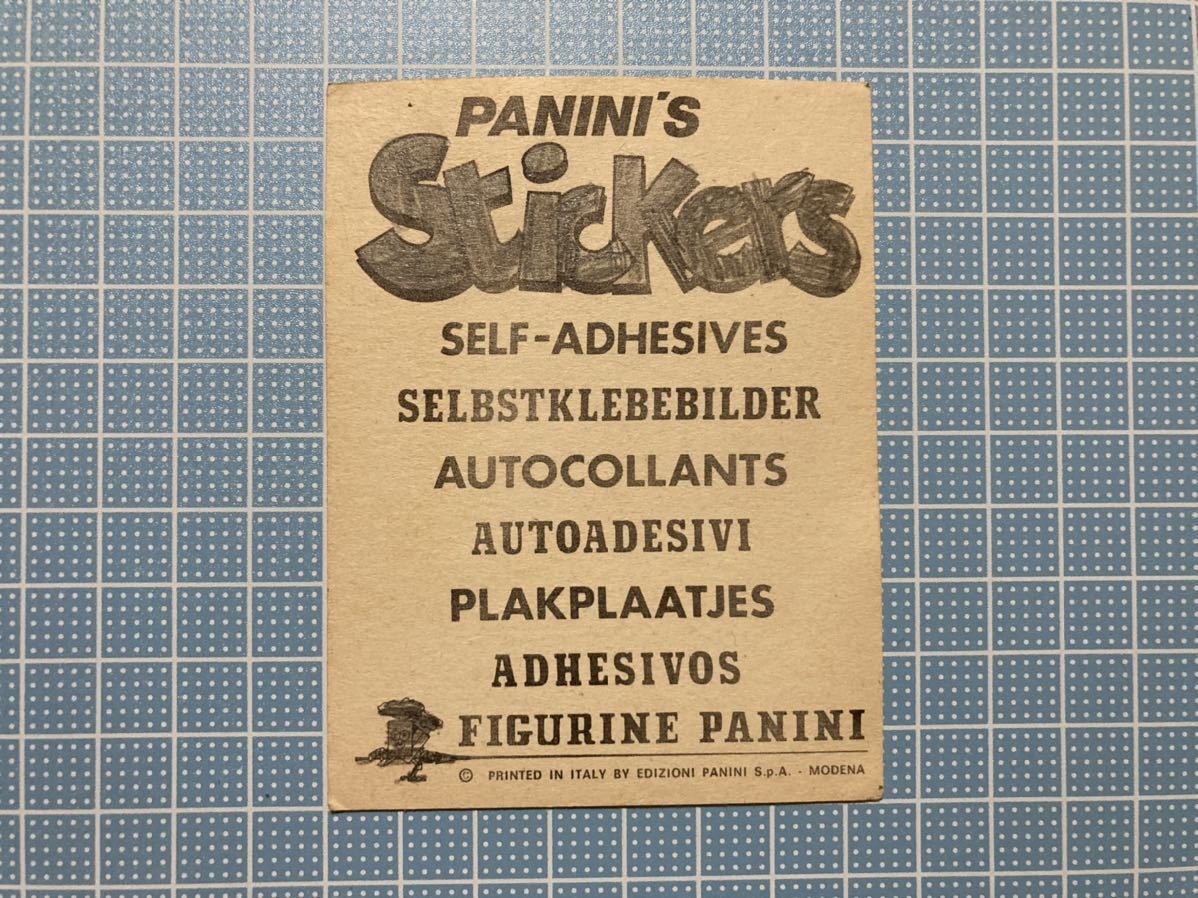 PANINI'S
Stickers
SELF-ADHESIVES
SELBSTKLEBEBILDER
AUTOCOLLANTS
AUTOADESIVI
PLAKPLAATJES
ADHESIVOS
FIGURINE PANINI
© PRINTED IN ITALY BY EDIZIONI PANINI S.p.A. - MODENA